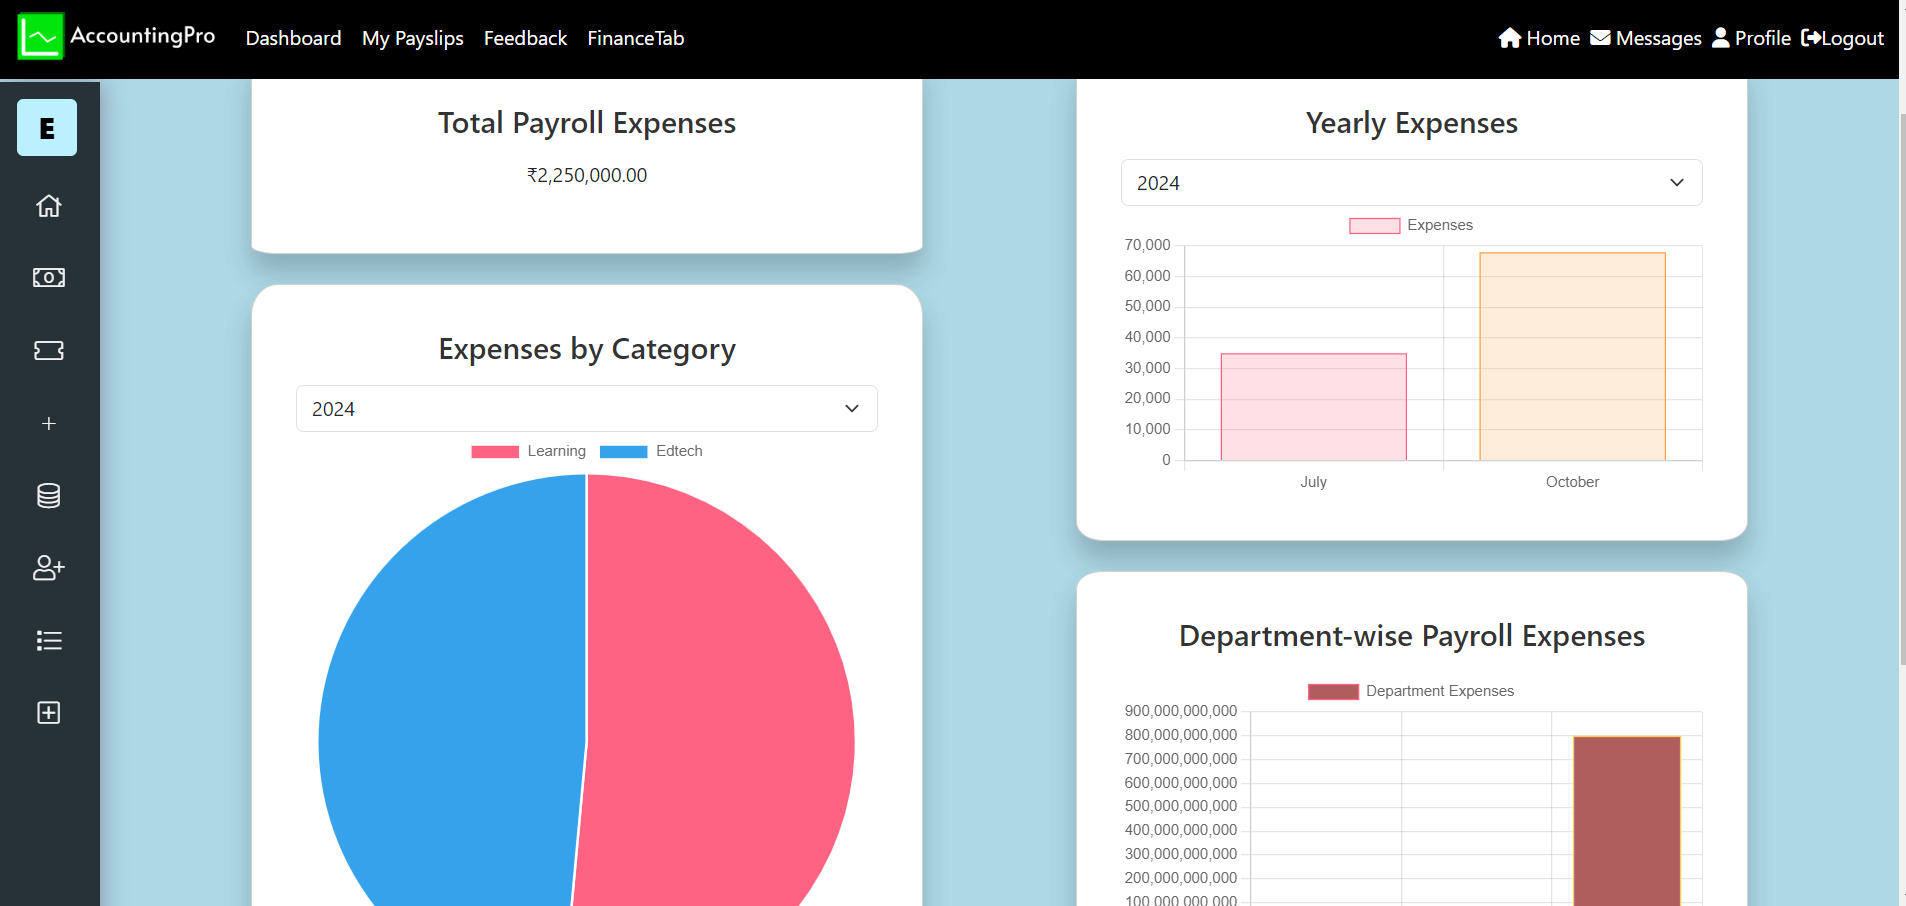 AccountingPro Dashboard My Payslips Feedback FinanceTab Home Messages Profile Logout
E
Total Payroll Expenses
₹2,250,000.00
Expenses by Category
2024
Learning Edtech
Yearly Expenses
2024
Expenses
70,000
60,000
50,000
40,000
30,000
20,000
10,000
0
July October
Department-wise Payroll Expenses
Department Expenses
900,000,000,000
800,000,000,000
700,000,000,000
600,000,000,000
500,000,000,000
400,000,000,000
300,000,000,000
200,000,000,000
100,000,000,000